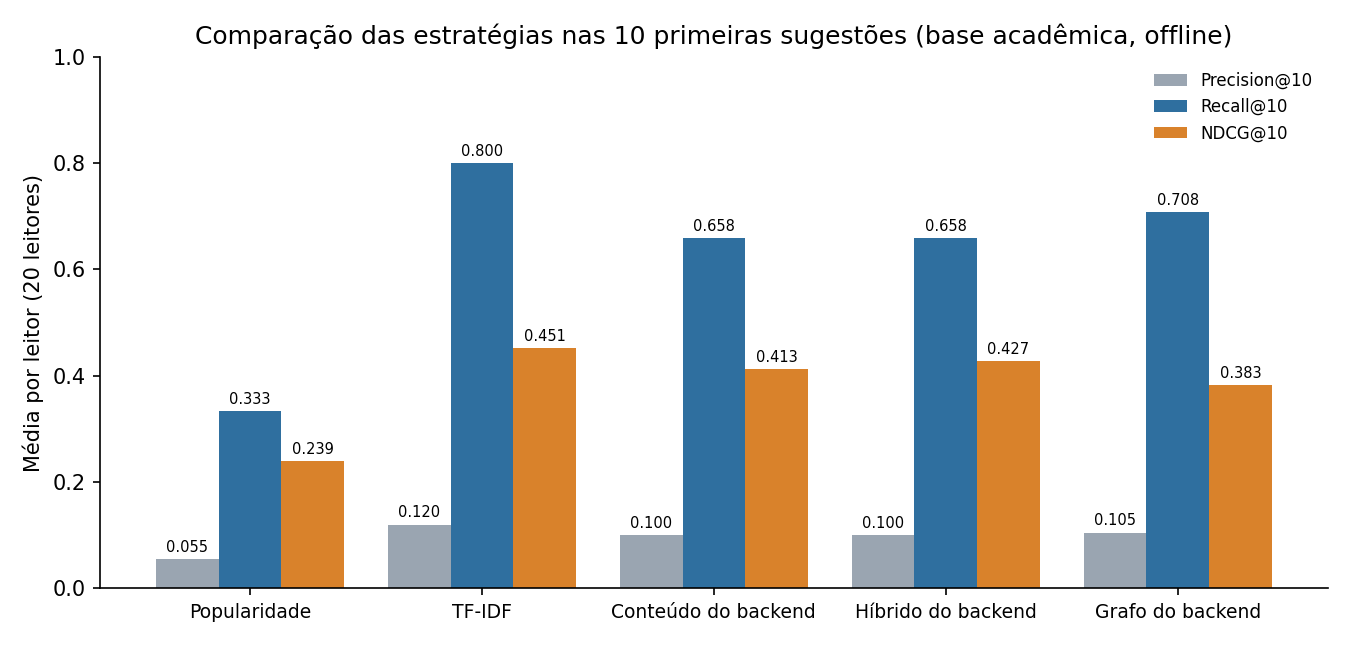 Comparação das estratégias nas 10 primeiras sugestões (base acadêmica, offline)
Precision@10
Recall@10
NDCG@10
Média por leitor (20 leitores)
1.0
0.8
0.6
0.4
0.2
0.0
0.055
0.333
0.239
0.120
0.800
0.451
0.100
0.658
0.413
0.100
0.658
0.427
0.105
0.708
0.383
Popularidade
TF-IDF
Conteúdo do backend
Híbrido do backend
Grafo do backend